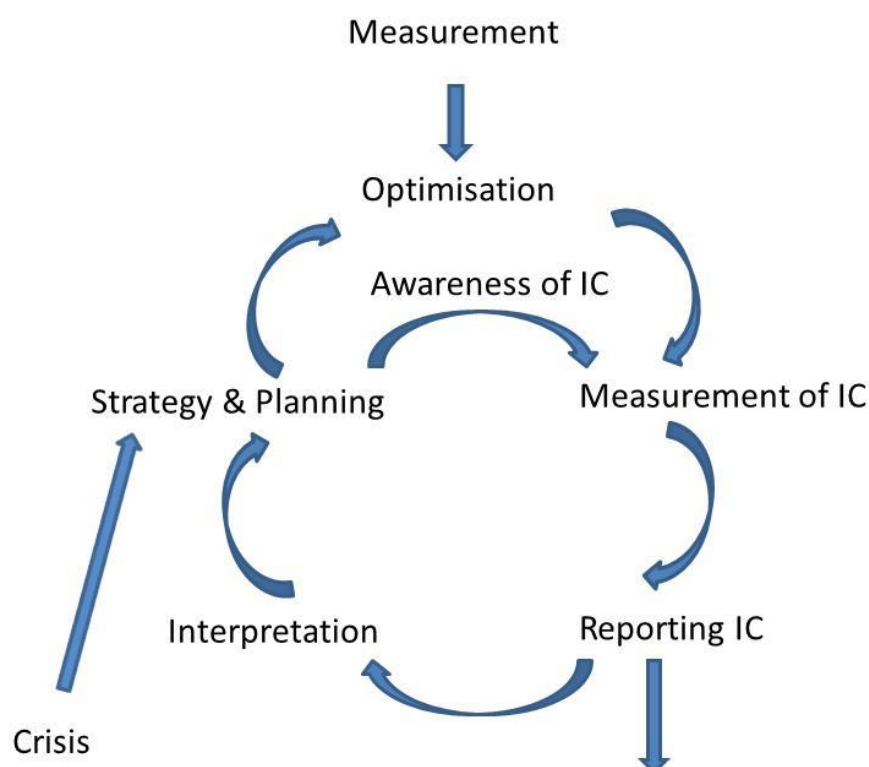 Measurement
Optimisation
Awareness of IC
Strategy & Planning
Measurement of IC
Interpretation
Reporting IC
Crisis